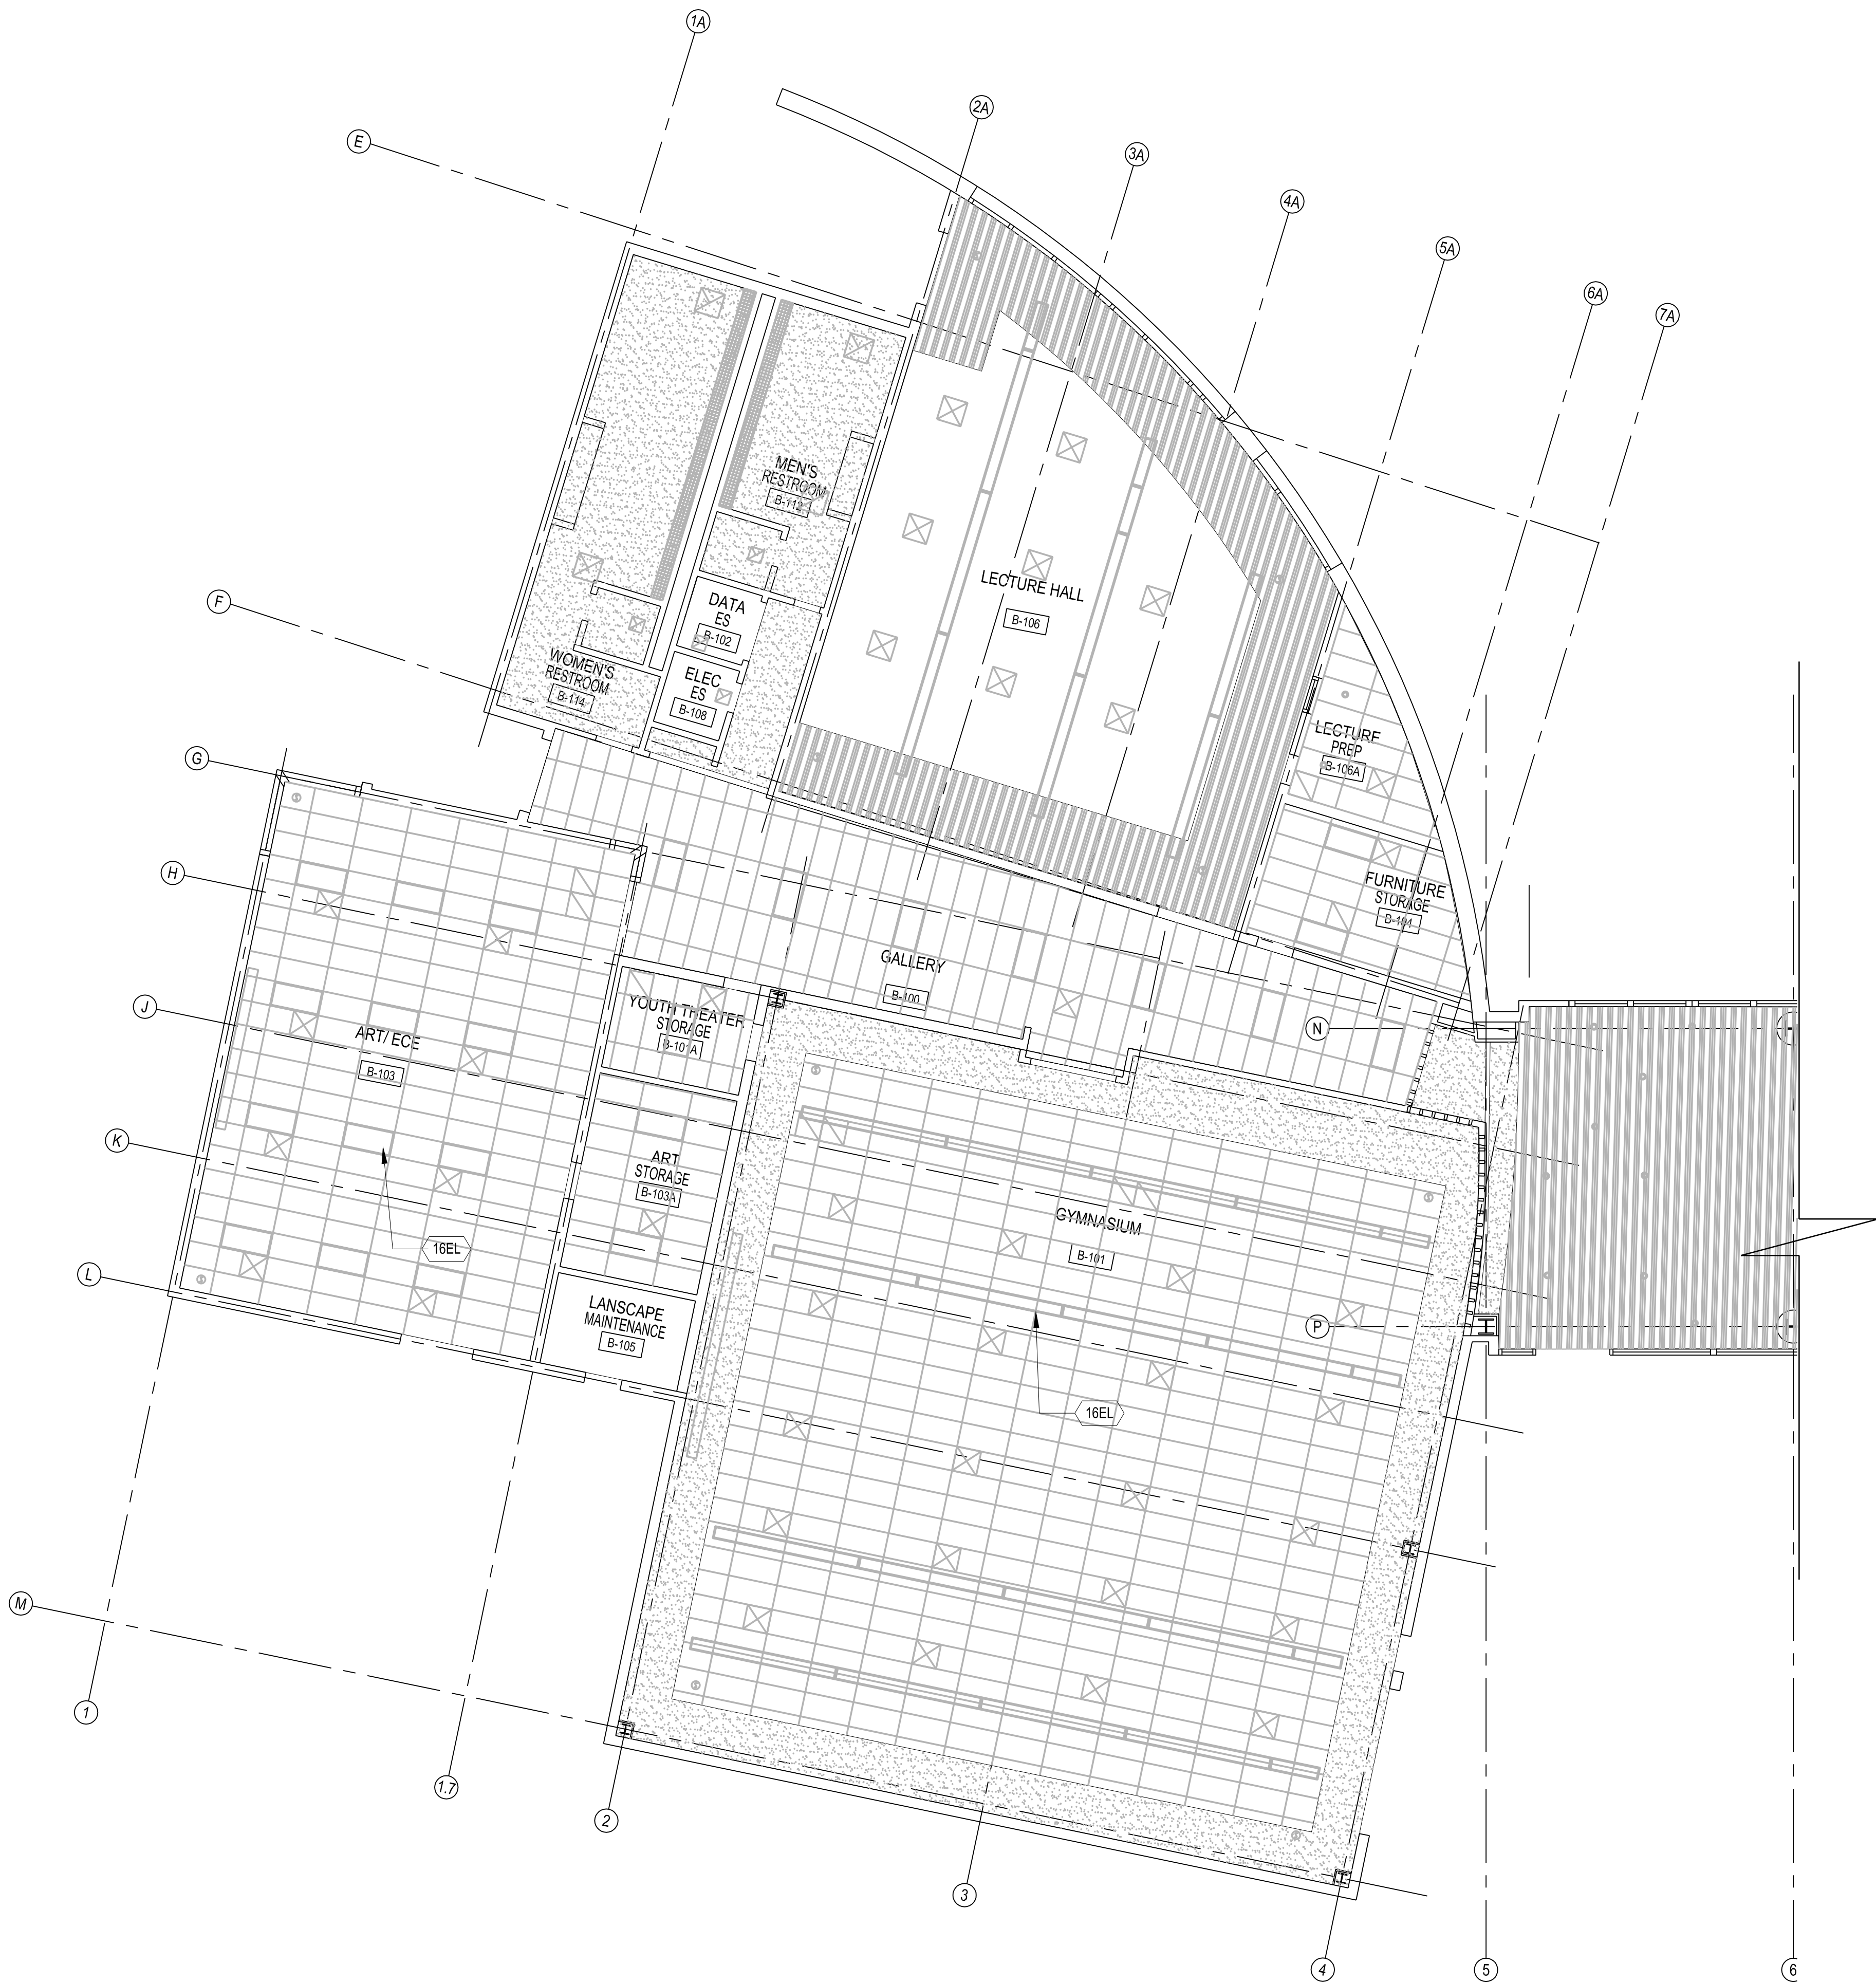 1A
2A
3A
4A
5A
6A
7A
E
F
G
H
J
K
L
M
N
P
MEN'S
RESTROOM
B-112
DATA
ES
B-102
ELEC
ES
B-108
WOMEN'S
RESTROOM
B-114
LECTURE HALL
B-106
LECTURE
PREP
B-106A
FURNITURE
STORAGE
B-104
GALLERY
B-100
YOUTH THEATER
STORAGE
B-101A
ART/ ECE
B-103
ART
STORAGE
B-103A
16EL
LANSCAPE
MAINTENANCE
B-105
GYMNASIUM
B-101
16EL
1
1.7
2
3
4
5
6